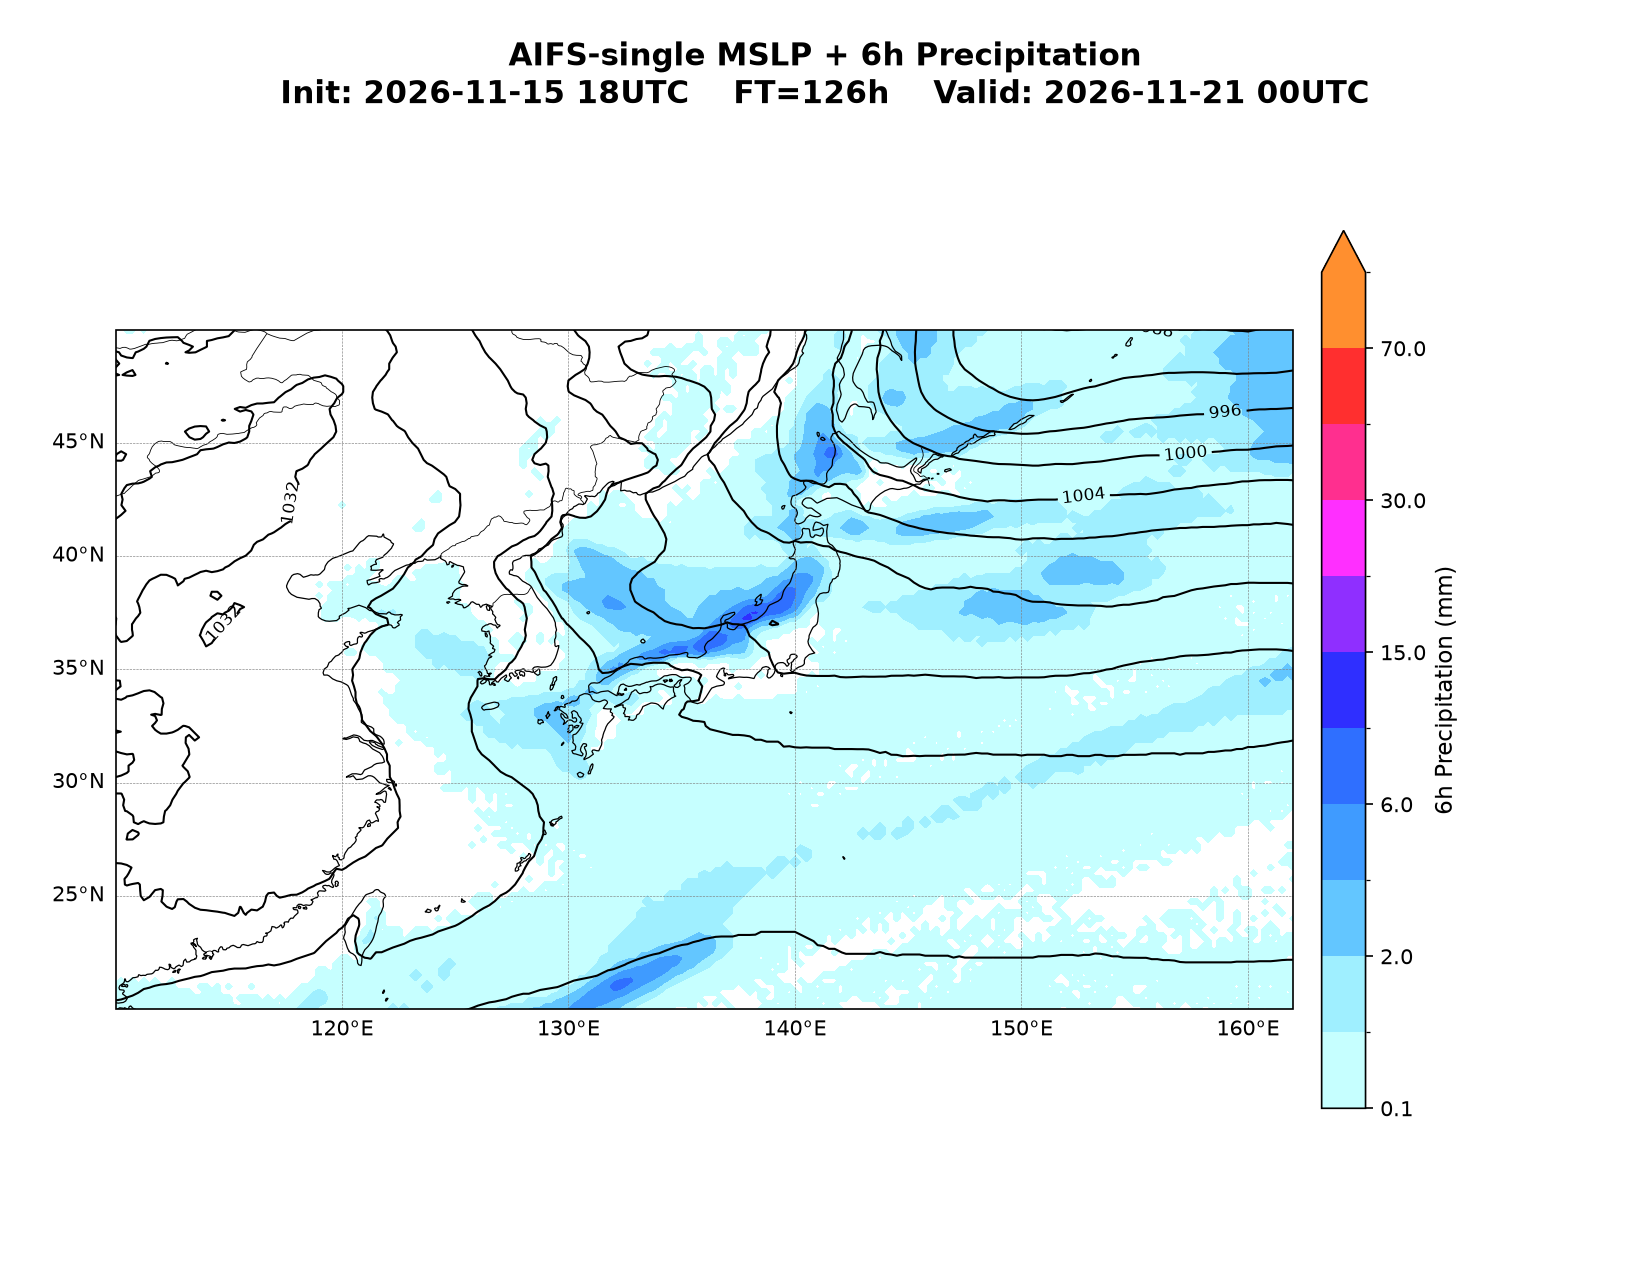 AIFS-single MSLP + 6h Precipitation
Init: 2026-11-15 18UTC    FT=126h    Valid: 2026-11-21 00UTC
70.0
30.0
15.0
6.0
2.0
0.1
6h Precipitation (mm)
45°N
40°N
35°N
30°N
25°N
120°E
130°E
140°E
150°E
160°E
996
1000
1004
1032
1032